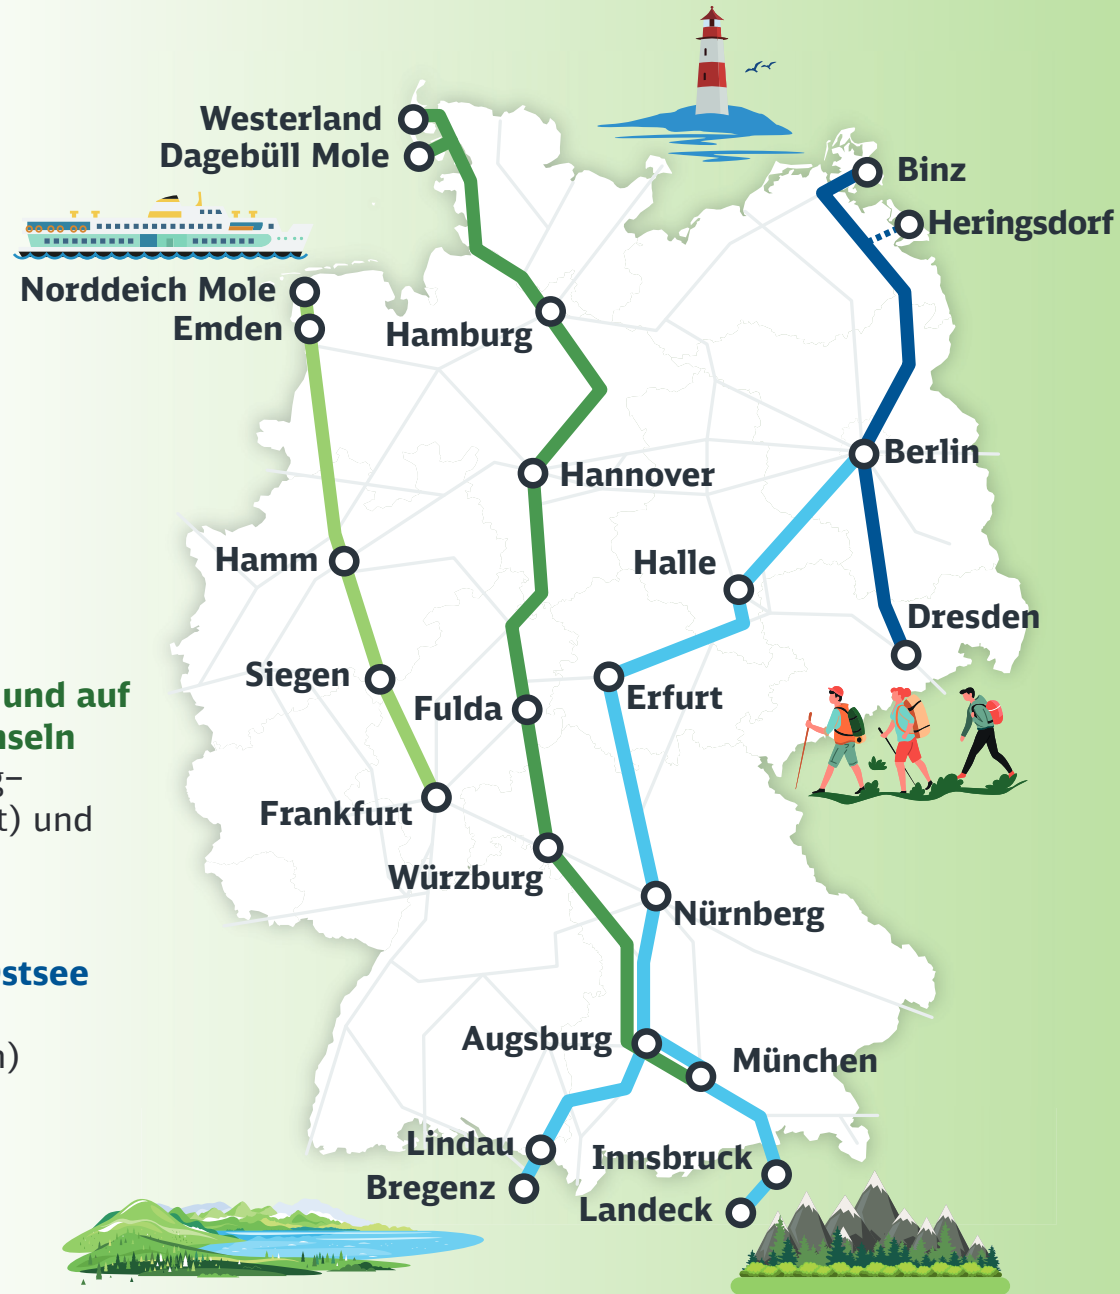 Westerland
Dagebüll Mole
Binz
Heringsdorf
Norddeich Mole
Emden
Hamburg
Berlin
Hannover
Hamm
Halle
Dresden
Siegen
Fulda
Erfurt
und auf
nseln
g–
t) und
Frankfurt
Würzburg
Nürnberg
stsee
Augsburg
n)
München
Lindau
Innsbruck
Bregenz
Landeck